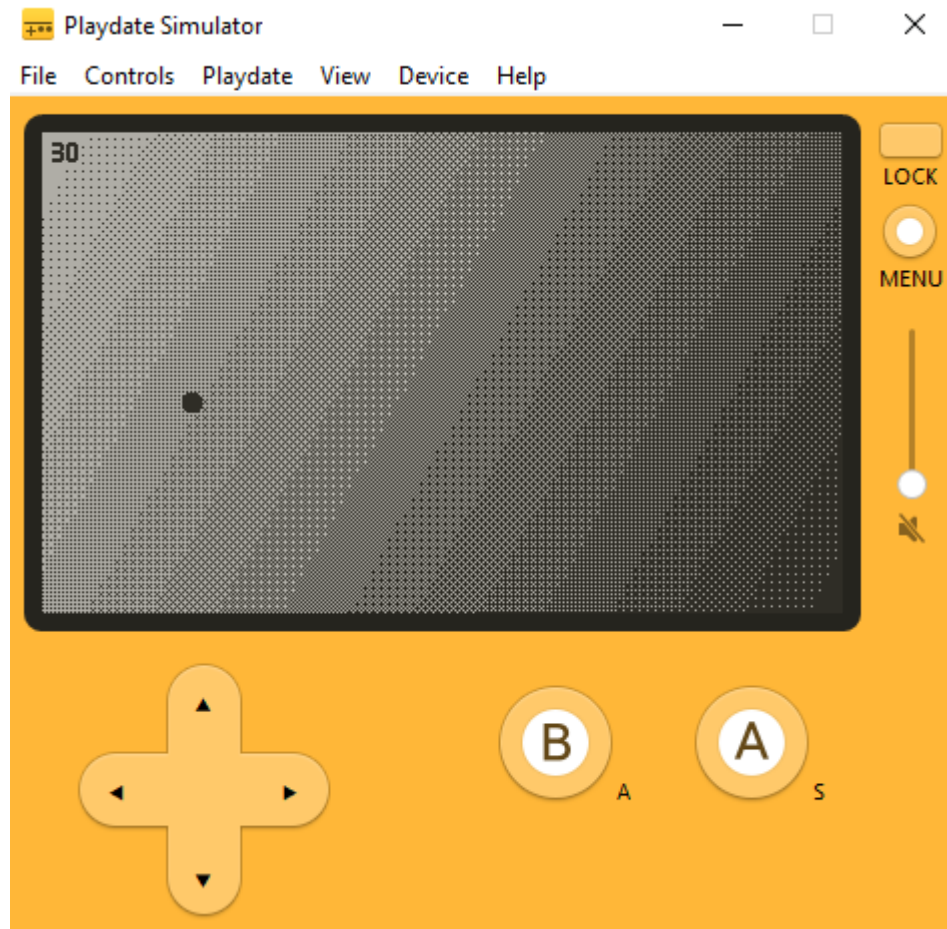 Playdate Simulator
File Controls Playdate View Device Help
30
LOCK
MENU
B
A
A
S